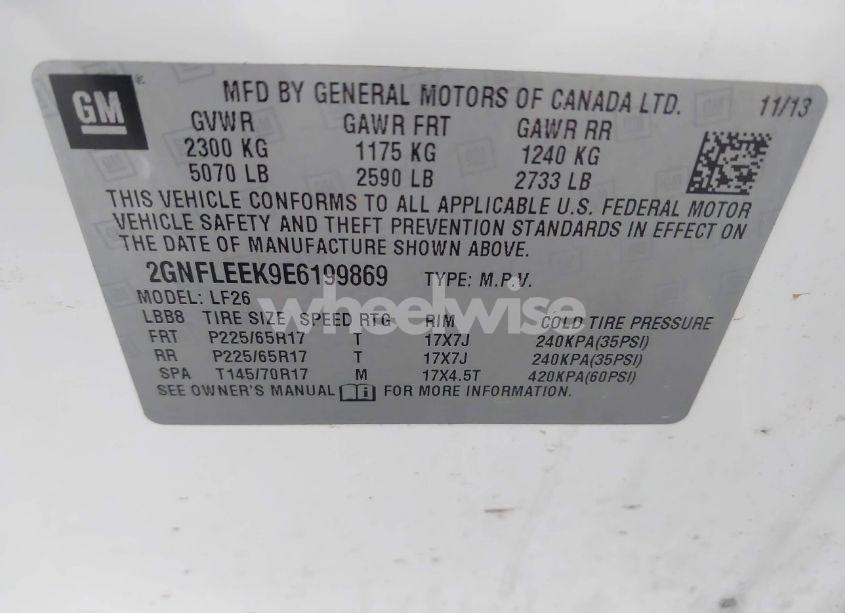 GM
MFD BY GENERAL MOTORS OF CANADA LTD. 11/13
GVWR GAWR FRT GAWR RR
2300 KG 1175 KG 1240 KG
5070 LB 2590 LB 2733 LB
THIS VEHICLE CONFORMS TO ALL APPLICABLE U.S. FEDERAL MOTOR
VEHICLE SAFETY AND THEFT PREVENTION STANDARDS IN EFFECT ON
THE DATE OF MANUFACTURE SHOWN ABOVE.
2GNFLEEK9E6199869 TYPE: M.P.V.
MODEL: LF26
wheelwise
LBB8 TIRE SIZE SPEED RTG RIM COLD TIRE PRESSURE
FRT P225/65R17 T 17X7J 240KPA(35PSI)
RR P225/65R17 T 17X7J 240KPA(35PSI)
SPA T145/70R17 M 17X4.5T 420KPA(60PSI)
SEE OWNER'S MANUAL i FOR MORE INFORMATION.